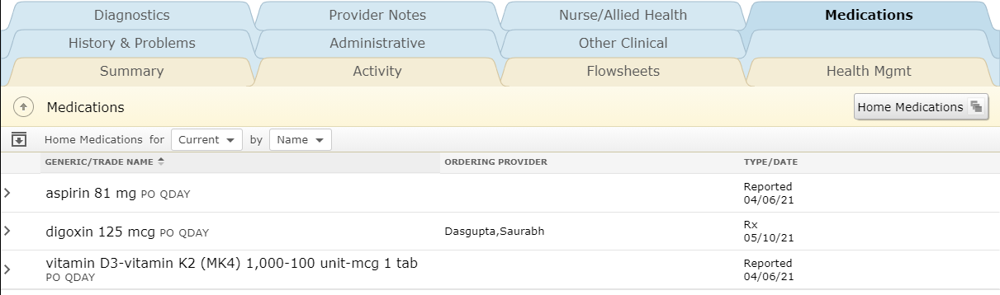 Diagnostics Provider Notes Nurse/Allied Health Medications
History & Problems Administrative Other Clinical
Summary Activity Flowsheets Health Mgmt
Medications Home Medications
Home Medications for Current by Name
GENERIC/TRADE NAME ORDERING PROVIDER TYPE/DATE
aspirin 81 mg PO QDAY Reported
04/06/21
digoxin 125 mcg PO QDAY Dasgupta,Saurabh Rx
05/10/21
vitamin D3-vitamin K2 (MK4) 1,000-100 unit-mcg 1 tab Reported
PO QDAY 04/06/21